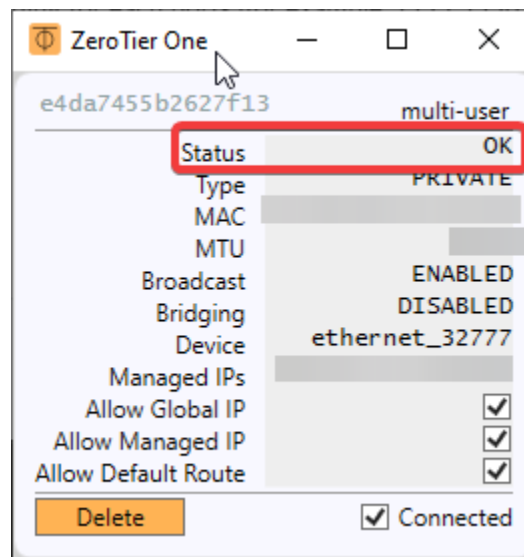 ZeroTier One
e4da7455b2627f13 multi-user
Status OK
Type PRIVATE
MAC
MTU
Broadcast ENABLED
Bridging DISABLED
Device ethernet_32777
Managed IPs
Allow Global IP
Allow Managed IP
Allow Default Route
Delete Connected